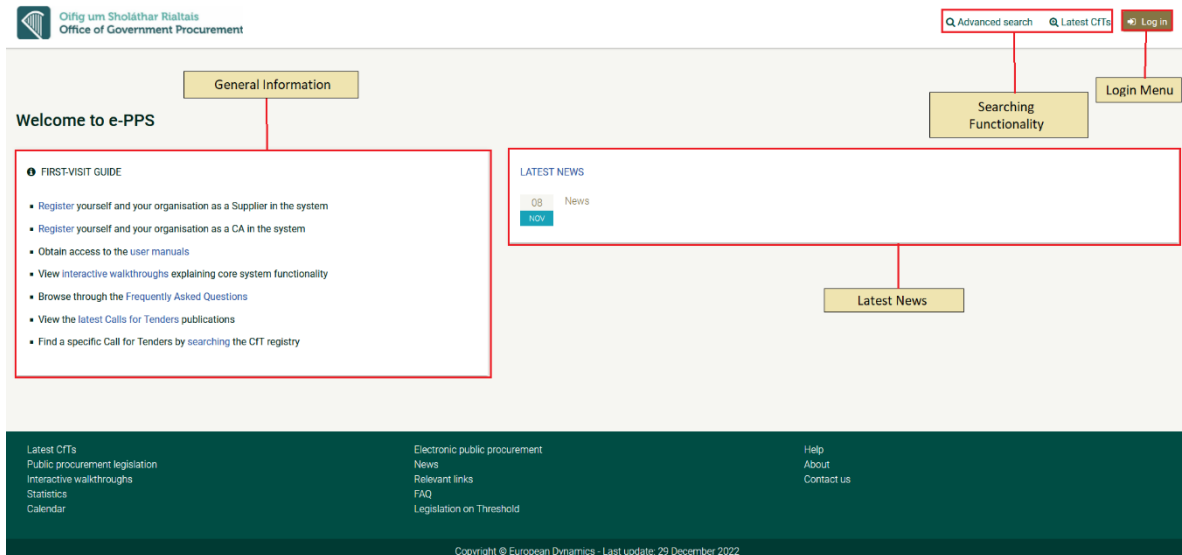 Oifig um Sholáthar Rialtais
Office of Government Procurement
Advanced search
Latest CfTs
Log in
General Information
Login Menu
Searching
Functionality
Welcome to e-PPS
FIRST-VISIT GUIDE
Register yourself and your organisation as a Supplier in the system
Register yourself and your organisation as a CA in the system
Obtain access to the user manuals
View interactive walkthroughs explaining core system functionality
Browse through the Frequently Asked Questions
View the latest Calls for Tenders publications
Find a specific Call for Tenders by searching the CfT registry
LATEST NEWS
08
NOV
News
Latest News
Latest CfTs
Public procurement legislation
Interactive walkthroughs
Statistics
Calendar
Electronic public procurement
News
Relevant links
FAQ
Legislation on Threshold
Help
About
Contact us
Copyright © European Dynamics - Last update: 29 December 2022